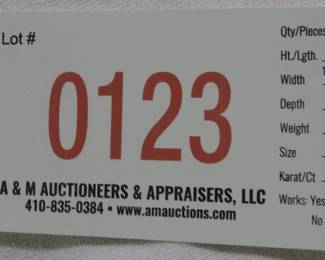 Lot #
0123
A & M AUCTIONEERS & APPRAISERS, LLC
410-835-0384 • www.amauctions.com
Qty/Pieces
Ht./Lgth.
Width
Depth
Weight
Size
Karat/Ct
Works: Yes
No